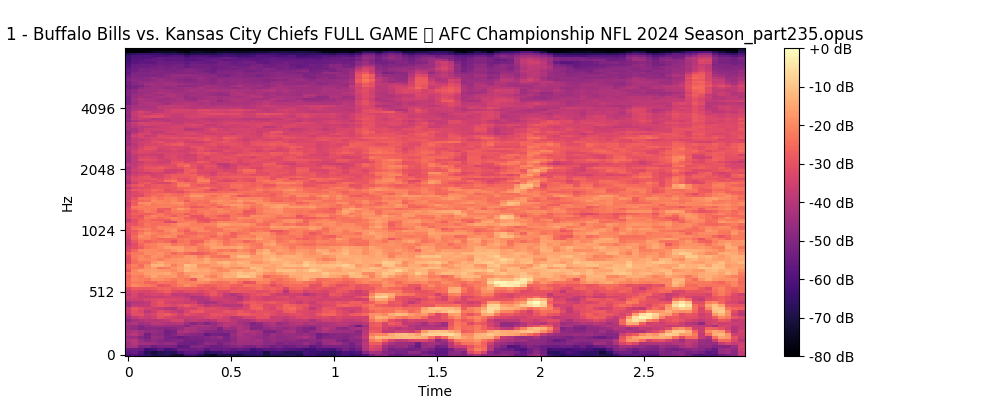 1 - Buffalo Bills vs. Kansas City Chiefs FULL GAME ▯ AFC Championship NFL 2024 Season_part235.opus
+0 dB
-10 dB
-20 dB
-30 dB
-40 dB
-50 dB
-60 dB
-70 dB
-80 dB
4096
2048
1024
512
0
Hz
0
0.5
1
1.5
2
2.5
Time